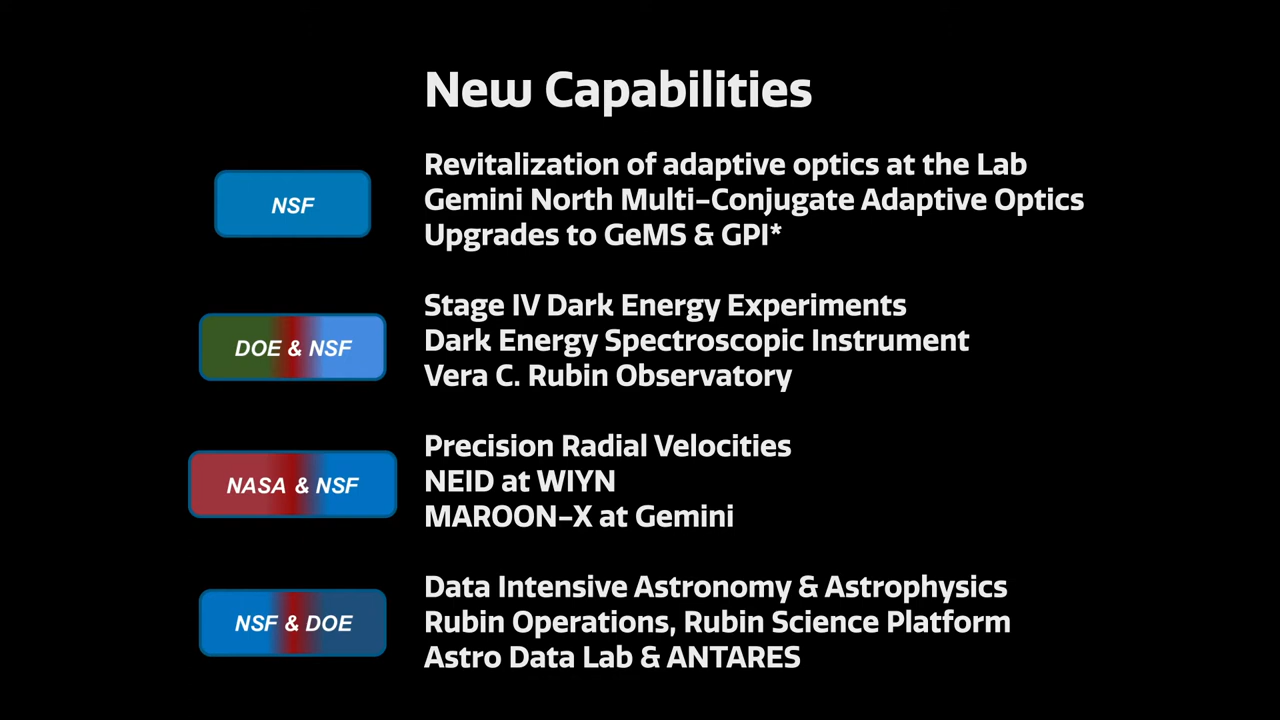 New Capabilities
NSF
Revitalization of adaptive optics at the Lab
Gemini North Multi-Conjugate Adaptive Optics
Upgrades to GeMS & GPI*
DOE & NSF
Stage IV Dark Energy Experiments
Dark Energy Spectroscopic Instrument
Vera C. Rubin Observatory
NASA & NSF
Precision Radial Velocities
NEID at WIYN
MAROON-X at Gemini
NSF & DOE
Data Intensive Astronomy & Astrophysics
Rubin Operations, Rubin Science Platform
Astro Data Lab & ANTARES